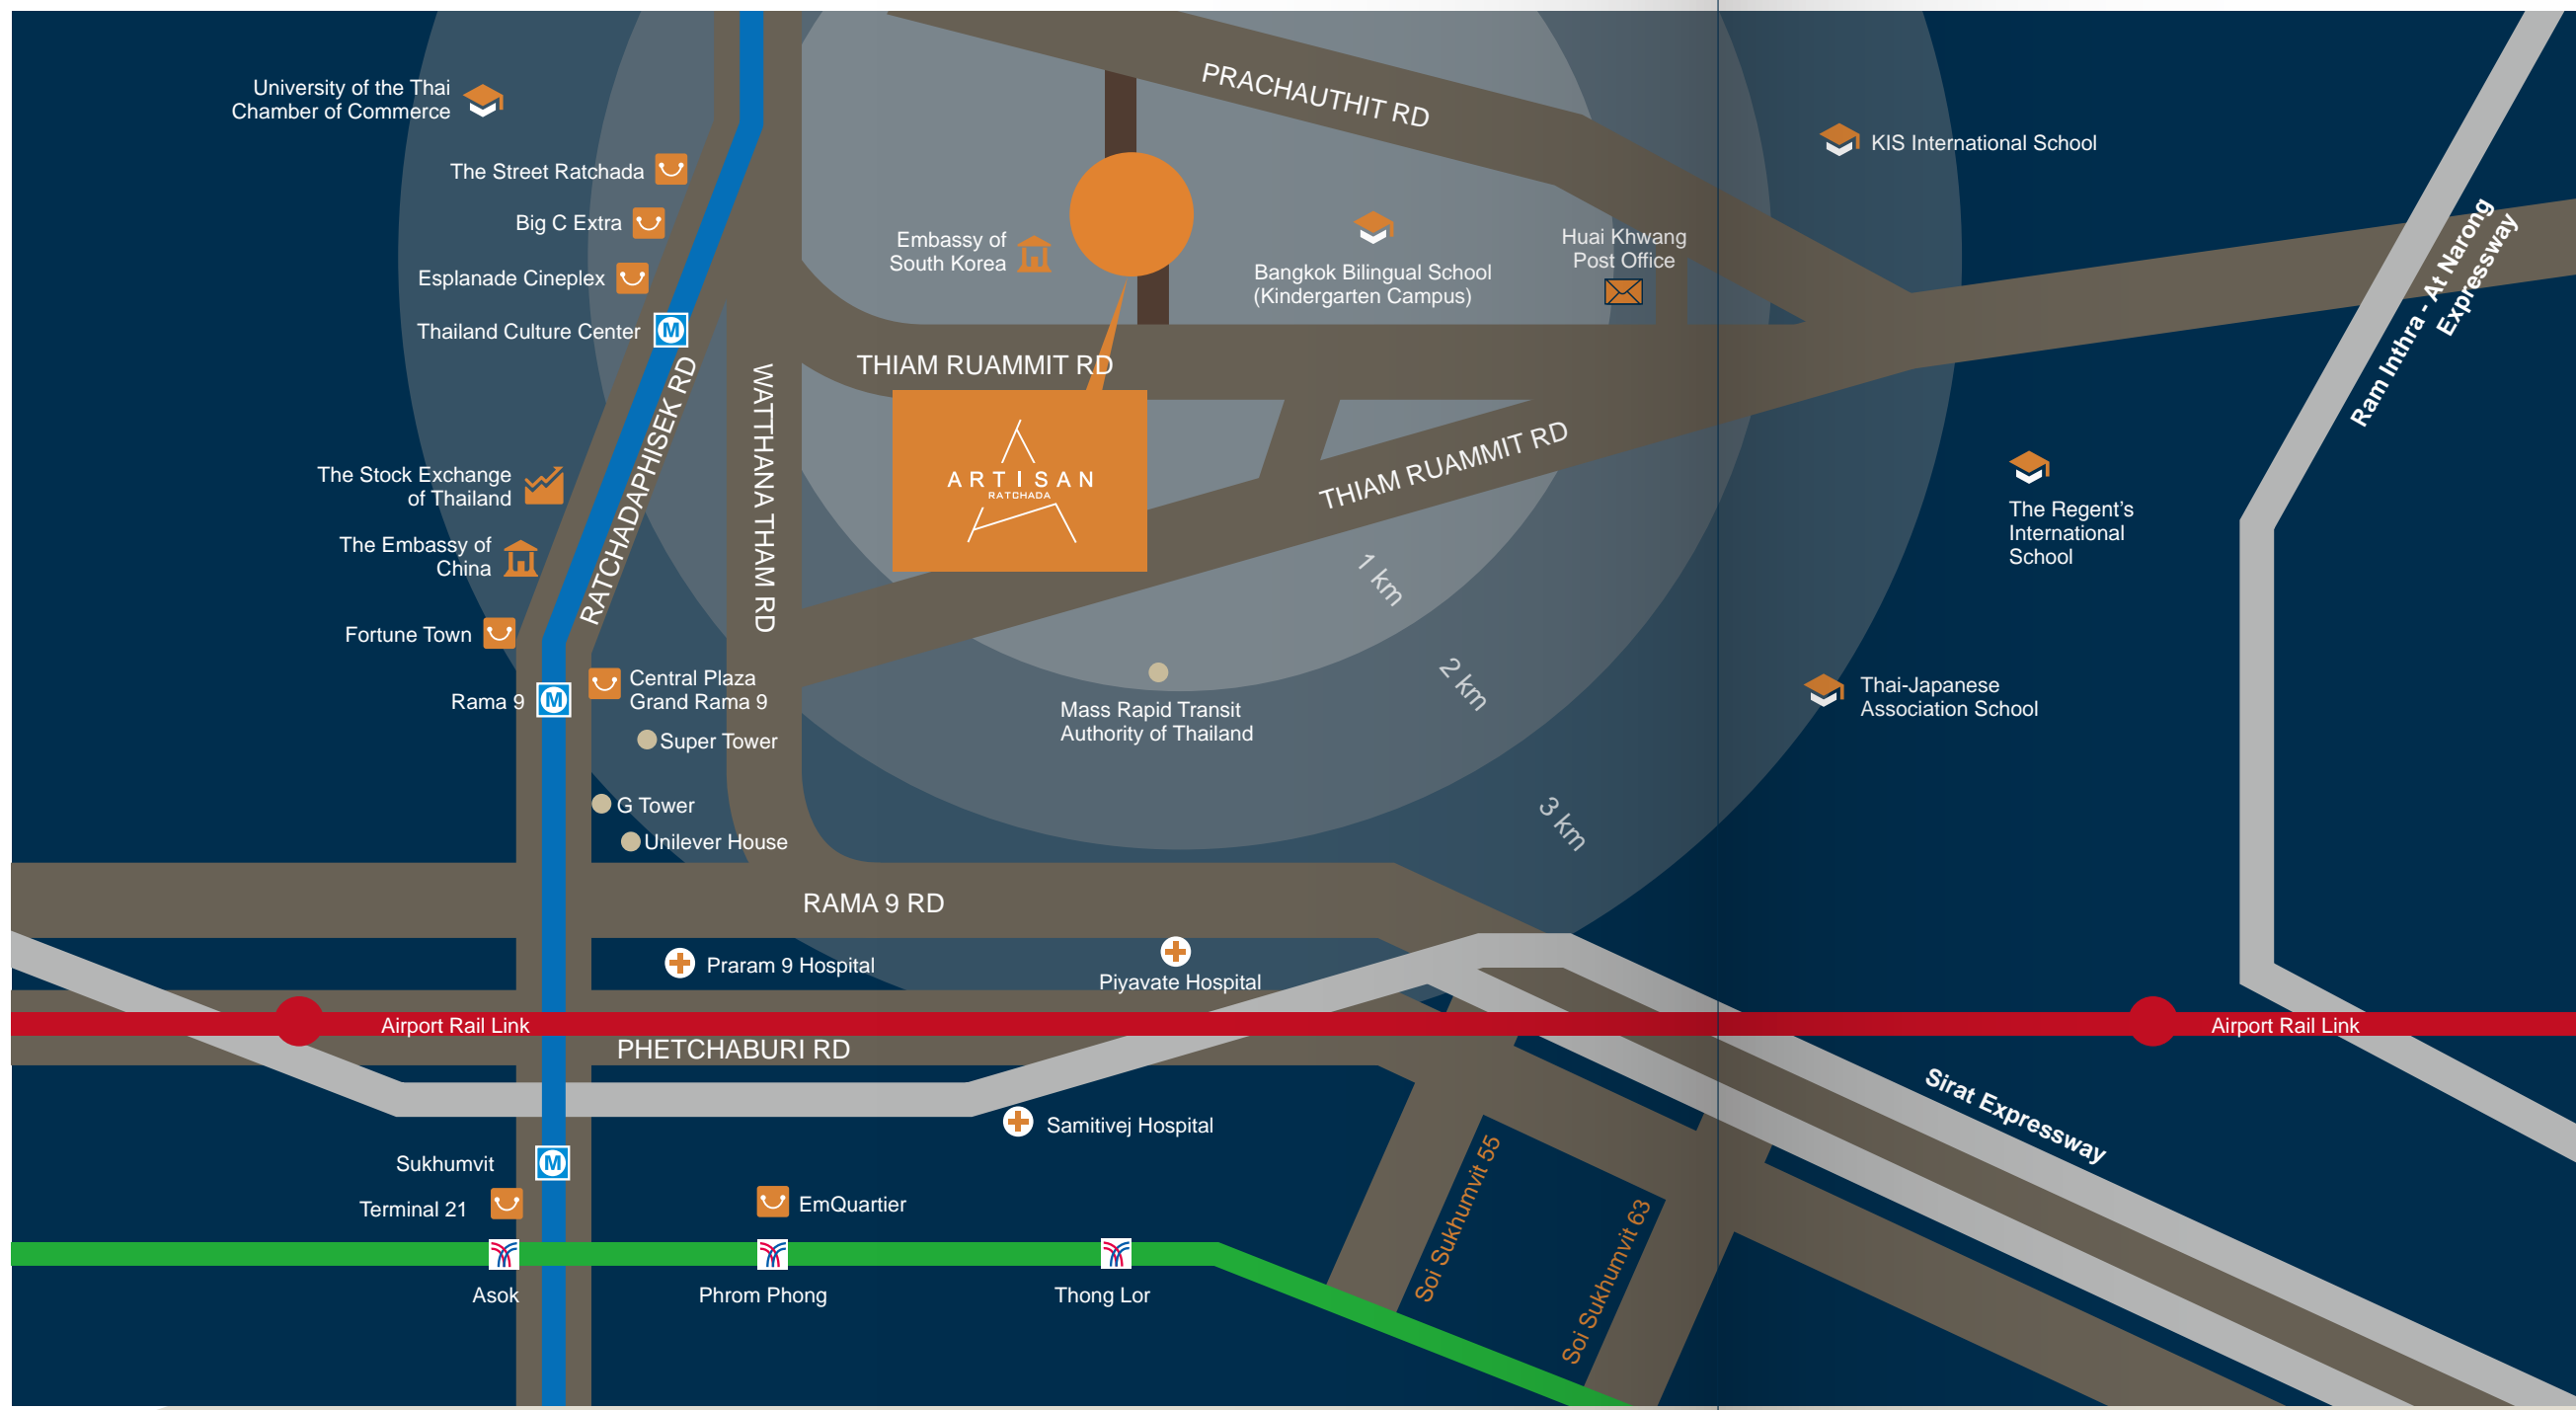 PRACHAUTHIT RD
University of the Thai
Chamber of Commerce
KIS International School
The Street Ratchada
Big C Extra
Embassy of
South Korea
Bangkok Bilingual School
(Kindergarten Campus)
Huai Khwang
Post Office
Ram Inthra - At Narong
Expressway
Esplanade Cineplex
Thailand Culture Center
M
THIAM RUAMMIT RD
RATCHADAPHISEK RD
WATTHANA THAM RD
ARTISAN
RATCHADA
THIAM RUAMMIT RD
The Stock Exchange
of Thailand
The Regent's
International
School
The Embassy of
China
1 km
Fortune Town
2 km
Rama 9
M
Central Plaza
Grand Rama 9
Super Tower
Mass Rapid Transit
Authority of Thailand
Thai-Japanese
Association School
3 km
G Tower
Unilever House
RAMA 9 RD
Praram 9 Hospital
Piyavate Hospital
Airport Rail Link
Airport Rail Link
PHETCHABURI RD
Sirat Expressway
Samitivej Hospital
Sukhumvit
M
Soi Sukhumvit 55
Soi Sukhumvit 63
Terminal 21
EmQuartier
Asok
Phrom Phong
Thong Lor